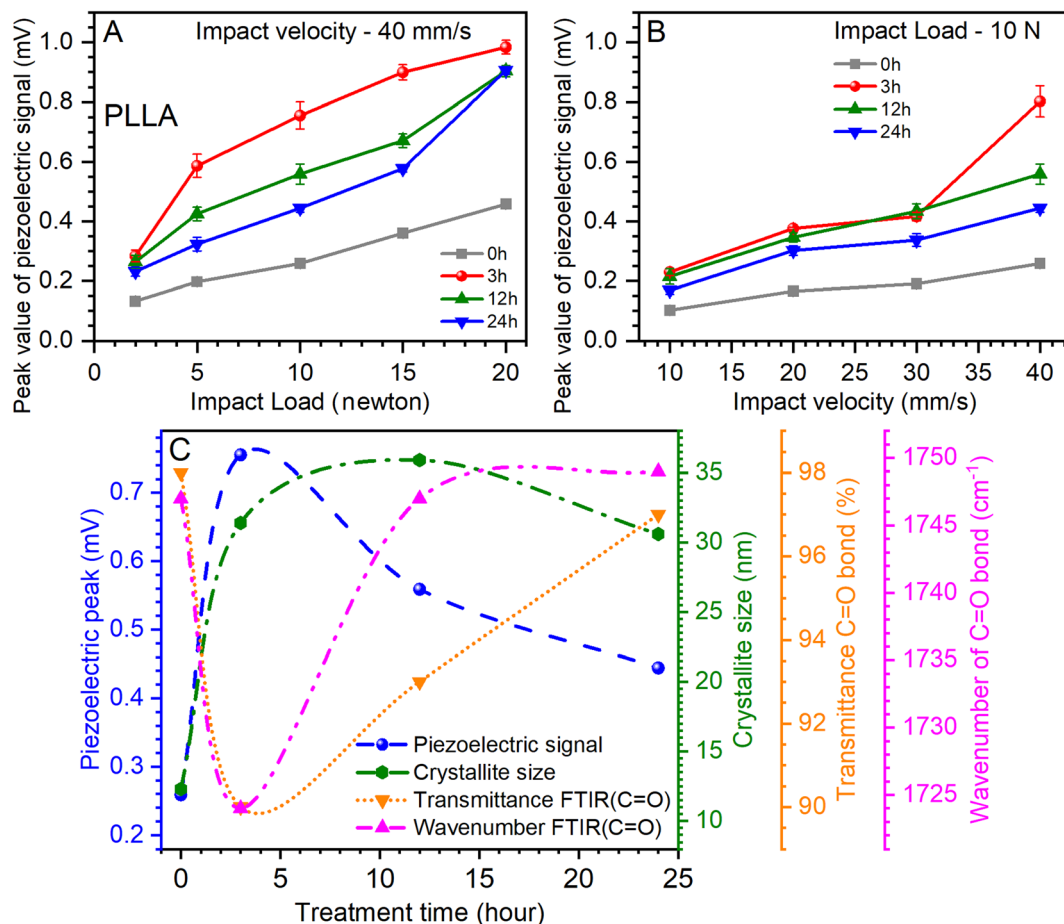 A
Impact velocity - 40 mm/s
PLLA
Peak value of piezoelectric signal (mV)
1.0
0.8
0.6
0.4
0.2
0.0
0h
3h
12h
24h
0 5 10 15 20
Impact Load (newton)
B
Impact Load - 10 N
Peak value of piezoelectric signal (mV)
1.0
0.8
0.6
0.4
0.2
0.0
0h
3h
12h
24h
10 15 20 25 30 35 40
Impact velocity (mm/s)
C
Piezoelectric peak (mV)
0.7
0.6
0.5
0.4
0.3
0.2
Piezoelectric signal
Crystallite size
Transmittance FTIR(C=O)
Wavenumber FTIR(C=O)
0 5 10 15 20 25
Treatment time (hour)
35
30
25
20
15
10
Crystallite size (nm)
98
96
94
92
90
Transmittance C=O bond (%)
1750
1745
1740
1735
1730
1725
Wavenumber of C=O bond (cm⁻¹)